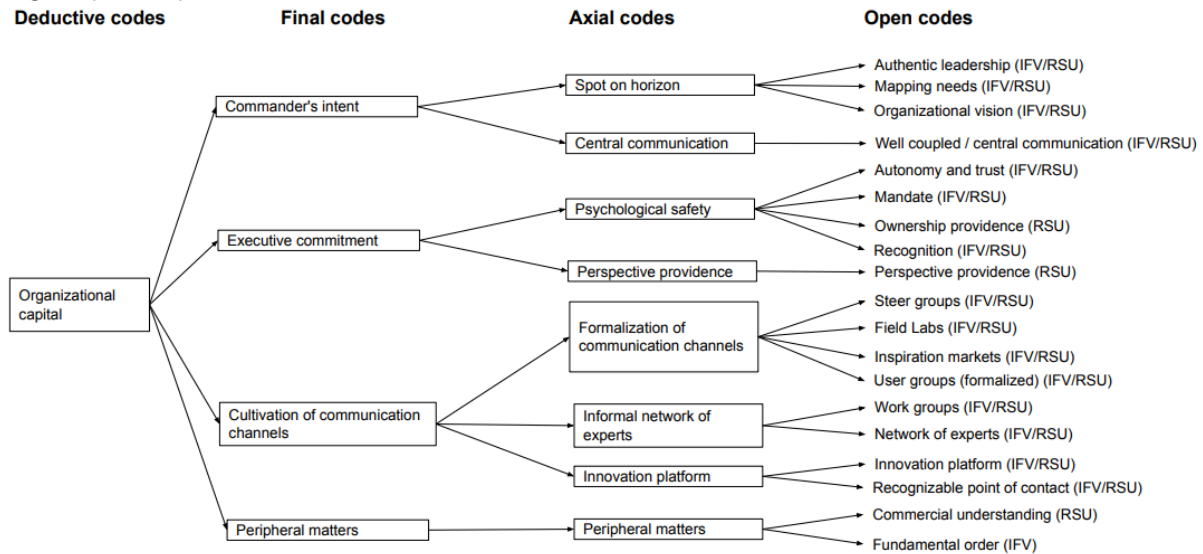 Deductive codes
Final codes
Axial codes
Open codes
Organizational
capital
Commander's intent
Executive commitment
Cultivation of communication
channels
Peripheral matters
Spot on horizon
Central communication
Psychological safety
Perspective providence
Formalization of
communication channels
Informal network of
experts
Innovation platform
Peripheral matters
Authentic leadership (IFV/RSU)
Mapping needs (IFV/RSU)
Organizational vision (IFV/RSU)
Well coupled / central communication (IFV/RSU)
Autonomy and trust (IFV/RSU)
Mandate (IFV/RSU)
Ownership providence (RSU)
Recognition (IFV/RSU)
Perspective providence (RSU)
Steer groups (IFV/RSU)
Field Labs (IFV/RSU)
Inspiration markets (IFV/RSU)
User groups (formalized) (IFV/RSU)
Work groups (IFV/RSU)
Network of experts (IFV/RSU)
Innovation platform (IFV/RSU)
Recognizable point of contact (IFV/RSU)
Commercial understanding (RSU)
Fundamental order (IFV)